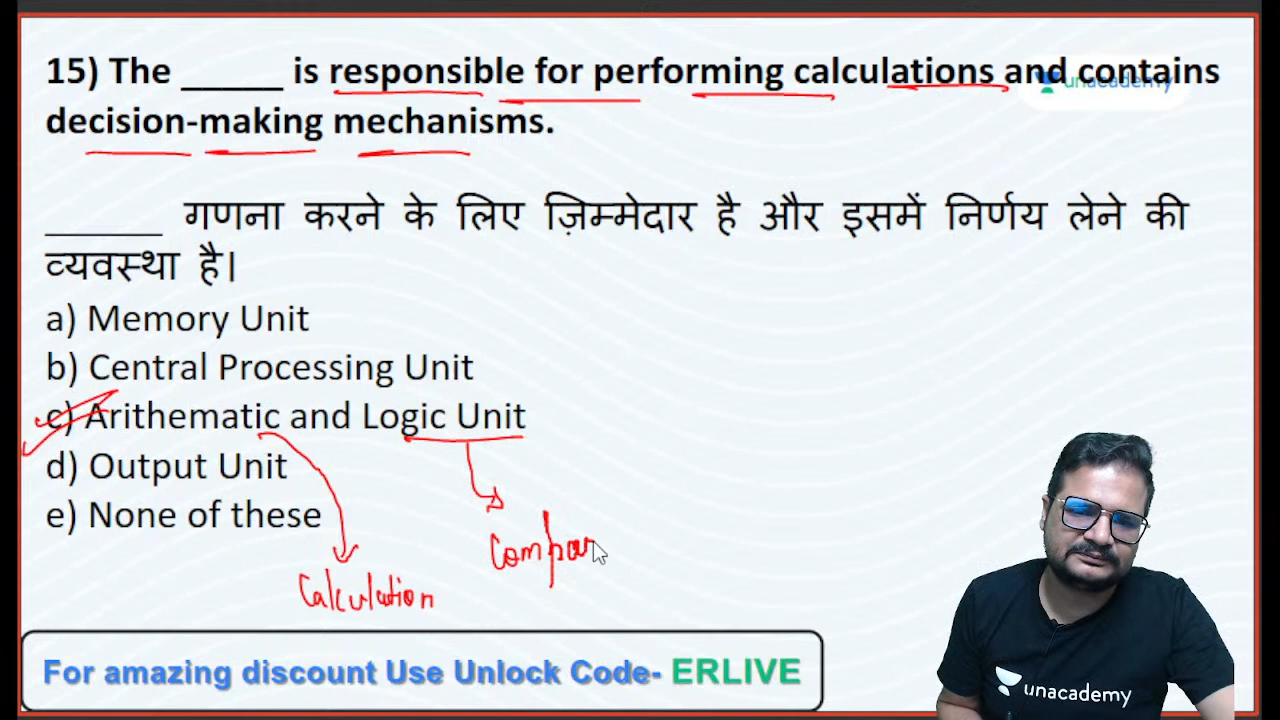 15) The _____ is responsible for performing calculations and contains
unacademy
decision-making mechanisms.
______ गणना करने के लिए ज़िम्मेदार है और इसमें निर्णय लेने की
व्यवस्था है।
a) Memory Unit
b) Central Processing Unit
c) Arithematic and Logic Unit
d) Output Unit
e) None of these
Compar
Calculation
For amazing discount Use Unlock Code- ERLIVE
unacademy